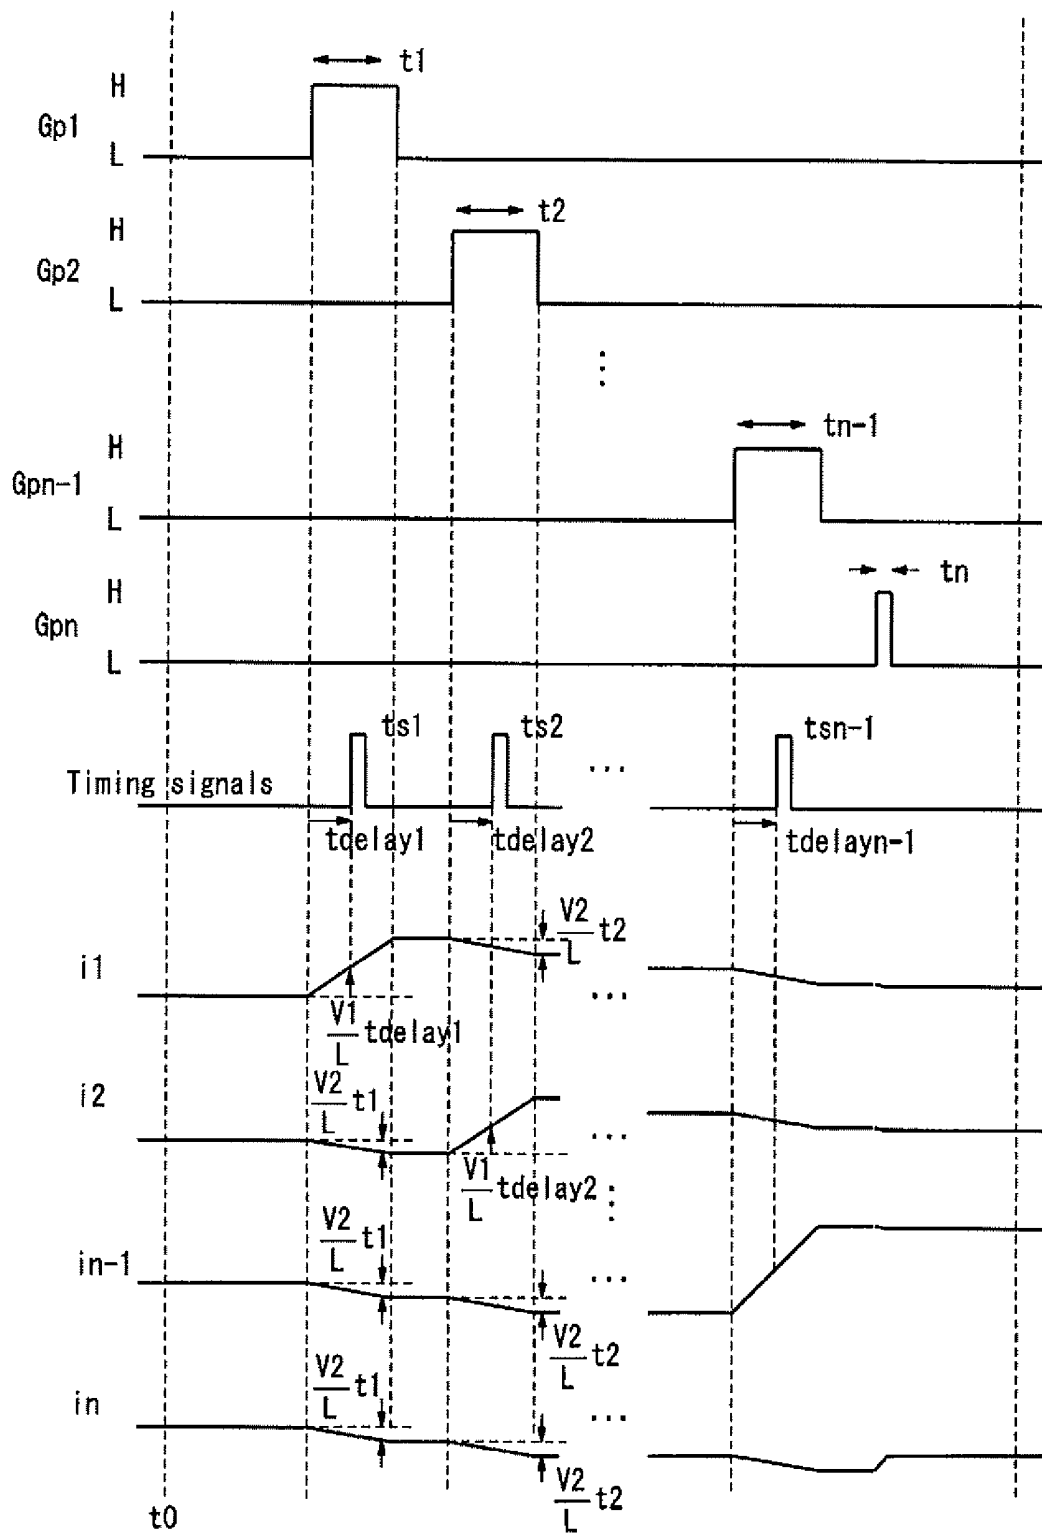 t1
H
Gp1
L
t2
H
Gp2
L
⋮
tn-1
H
Gpn-1
L
tn
H
Gpn
L
ts1 ts2 tsn-1
...
Timing signals
tdelay1 tdelay2 tdelayn-1
V2/L t2
i1
...
V1/L tdelay1
i2
V2/L t1
...
V1/L tdelay2
⋮
V2/L t1
in-1
...
V2/L t2
V2/L t1
in
...
V2/L t2
t0